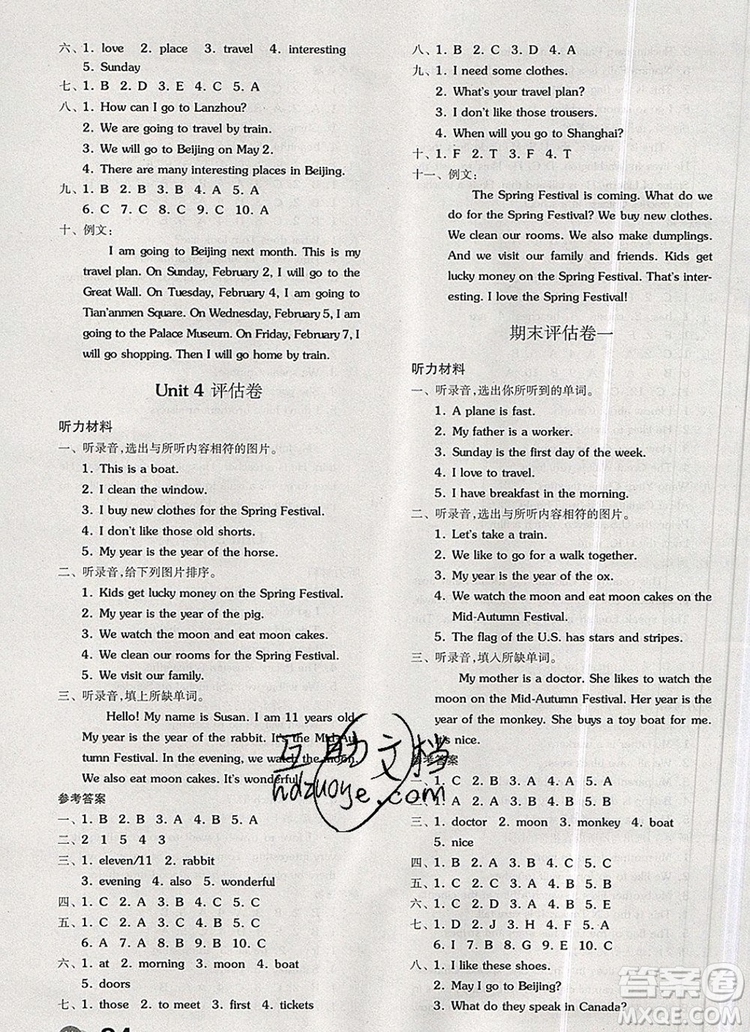 六、1. love 2. place 3. travel 4. interesting
5. Sunday
七、1. B 2. D 3. E 4. C 5. A
八、1. How can I go to Lanzhou?
2. We are going to travel by train.
3. We will go to Beijing on May 2.
4. There are many interesting places in Beijing.
九、1. B 2. B 3. C 4. B 5. A
6. C 7. C 8. C 9. C 10. A
十、例文:
I am going to Beijing next month. This is my
travel plan. On Sunday, February 2, I will go to the
Great Wall. On Tuesday, February 4, I will go to
Tian'anmen Square. On Wednesday, February 5, I
will go to the Palace Museum. On Friday, February 7, I
will go shopping. Then I will go home by train.
Unit 4 评估卷
听力材料
一、听录音,选出与所听内容相符的图片。
1. This is a boat.
2. I clean the window.
3. I buy new clothes for the Spring Festival.
4. I don't like those old shorts.
5. My year is the year of the horse.
二、听录音,给下列图片排序。
1. Kids get lucky money on the Spring Festival.
2. My year is the year of the pig.
3. We watch the moon and eat moon cakes.
4. We clean our rooms for the Spring Festival.
5. We visit our family.
三、听录音,填上所缺单词。
Hello! My name is Susan. I am 11 years old.
My year is the year of the rabbit. It's the Mid-Au-
tumn Festival. In the evening, we watch the moon.
We also eat moon cakes. It's wonderful
参考答案
一、1. B 2. B 3. A 4. B 5. A
二、2 1 5 4 3
三、1. eleven/11 2. rabbit
3. evening 4. also 5. wonderful
四、1. C 2. A 3. B 4. C 5. B
五、1. C 2. C 3. A 4. B 5. C
6. A 7. A 8. B 9. B 10. C
六、1. at 2. morning 3. moon 4. eat
5. doors
七、1. those 2. to meet 3. first 4. tickets
八、1. B 2. C 3. D 4. A
九、1. I need some clothes.
2. What's your travel plan?
3. I don't like those trousers.
4. When will you go to Shanghai?
十、1. F 2. T 3. F 4. T
十一、例文:
The Spring Festival is coming. What do we
do for the Spring Festival? We buy new clothes.
We clean our rooms. We also make dumplings.
And we visit our family and friends. Kids get
lucky money on the Spring Festival. That's inter-
esting. I love the Spring Festival!
期末评估卷一
听力材料
一、听录音,选出你所听到的单词。
1. A plane is fast.
2. My father is a worker.
3. Sunday is the first day of the week.
4. I love to travel.
5. I have breakfast in the morning.
二、听录音,选出与所听内容相符的图片。
1. Let's take a train.
2. We often go for a walk together.
3. My year is the year of the ox.
4. We watch the moon and eat moon cakes on the
Mid-Autumn Festival.
5. The flag of the U.S. has stars and stripes.
三、听录音,填入所缺单词。
My mother is a doctor. She likes to watch the
moon on the Mid-Autumn Festival. Her year is the
year of the monkey. She buys a toy boat for me.
It's nice.
参考答案
一、1. C 2. B 3. A 4. A 5. A
二、1. B 2. A 3. B 4. A 5. B
三、1. doctor 2. moon 3. monkey 4. boat
5. nice
四、1. C 2. B 3. B 4. B 5. A
五、1. C 2. A 3. C 4. B 5. B
六、1. C 2. A 3. B 4. B 5. C
七、1. G 2. D 3. J 4. H 5. F
6. I 7. E 8. B 9. C 10. A
八、1. I like these shoes.
2. May I go to Beijing?
3. What do they speak in Canada?
互助文档
hdzuoye.com
答案圈
MXQE.COM